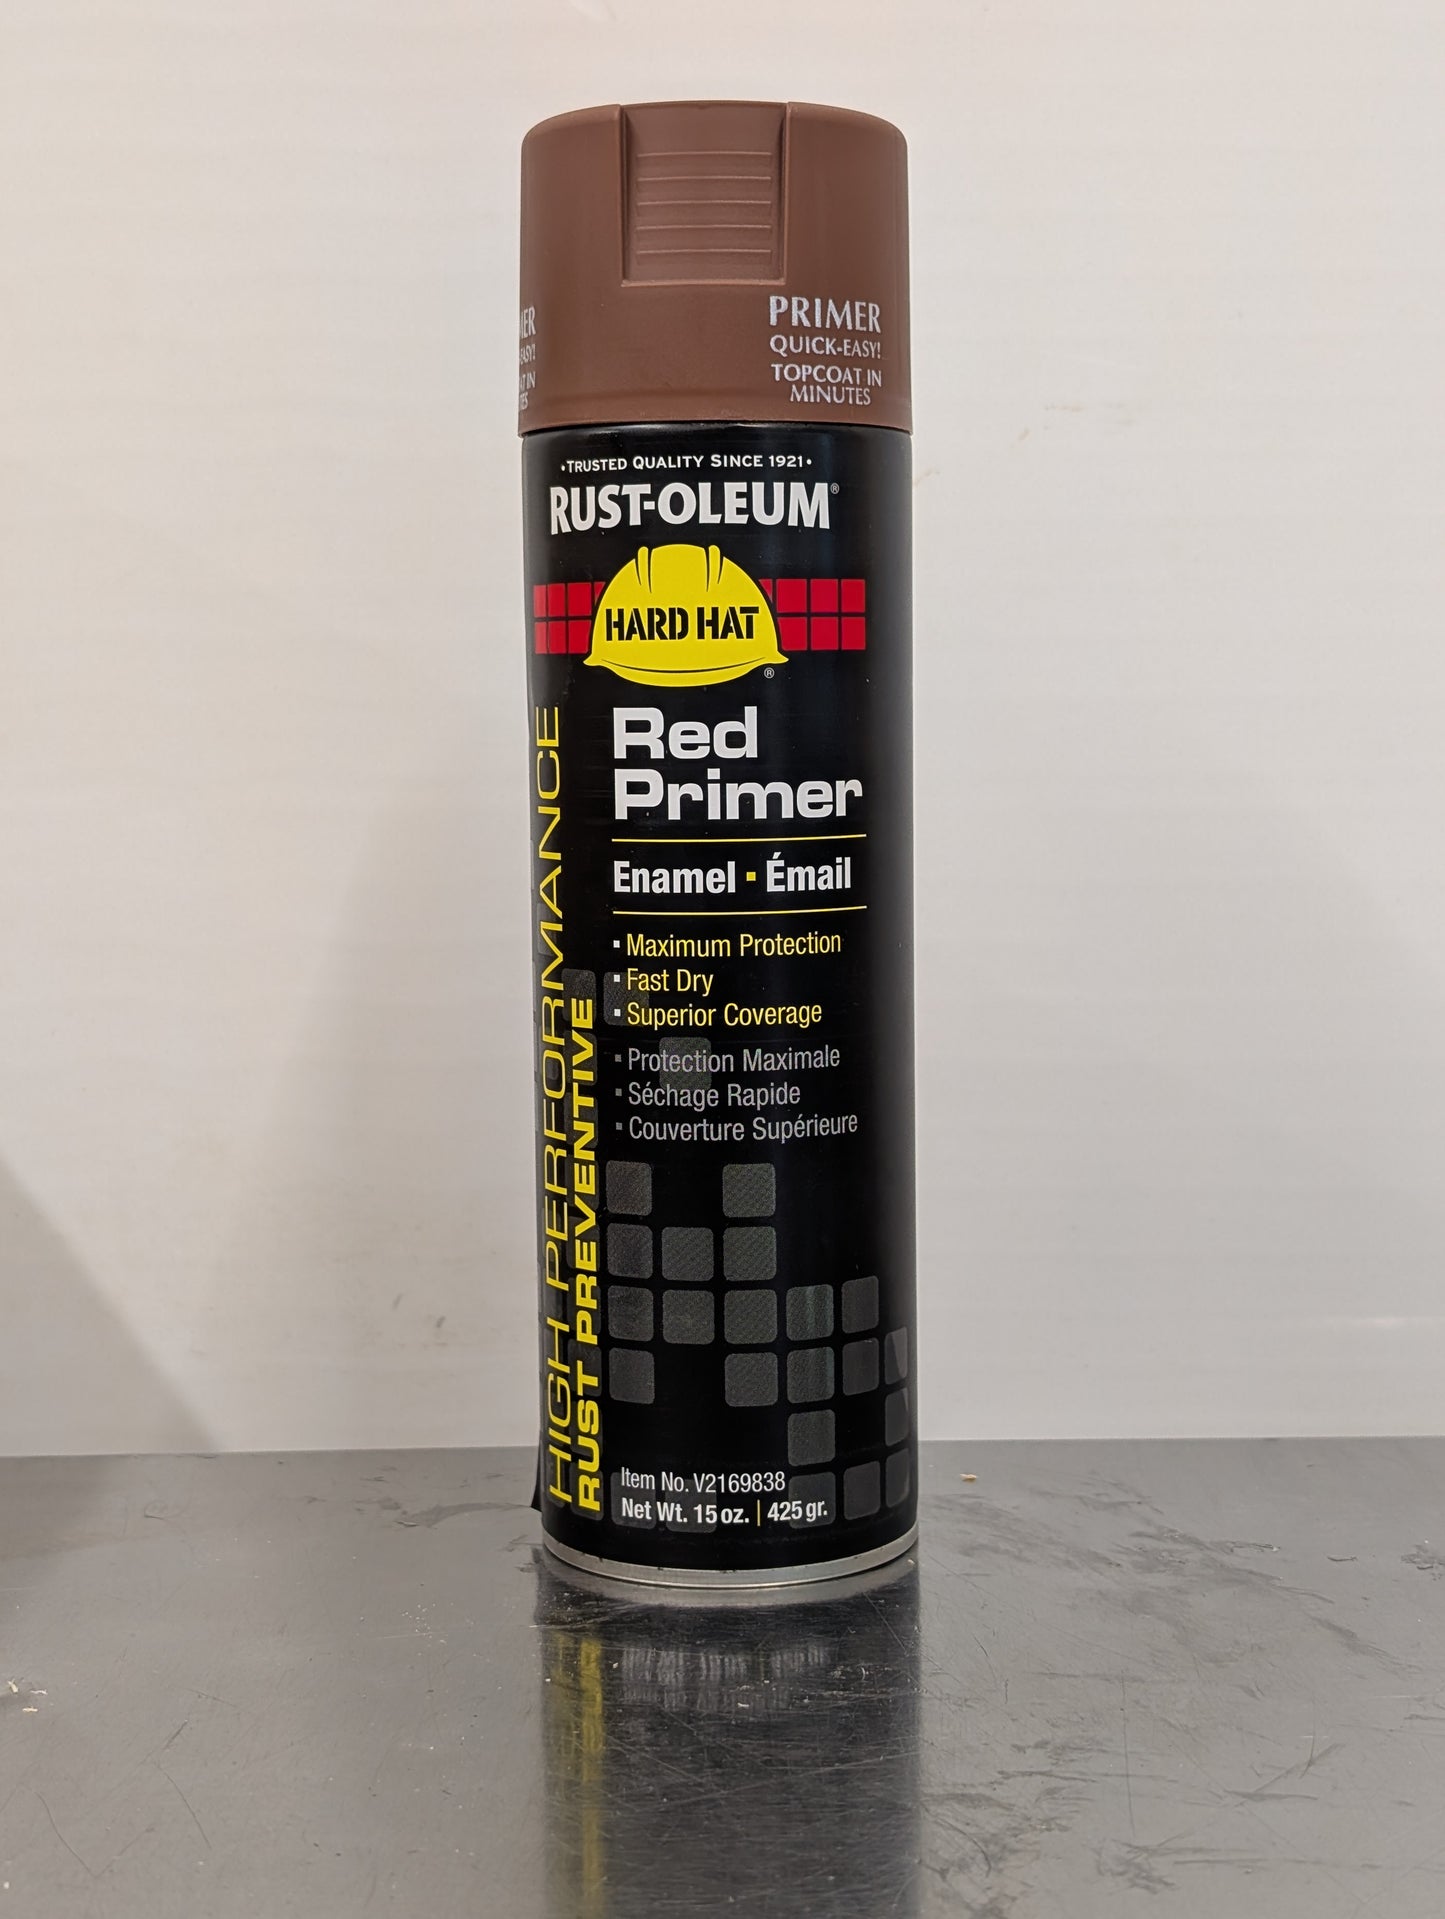 PRIMER
QUICK-EASY!
TOPCOAT IN
MINUTES
•TRUSTED QUALITY SINCE 1921•
RUST-OLEUM®
HARD HAT
®
Red
Primer
Enamel ▪ Émail
▪ Maximum Protection
▪ Fast Dry
▪ Superior Coverage
▪ Protection Maximale
▪ Séchage Rapide
▪ Couverture Supérieure
HIGH PERFORMANCE
RUST PREVENTIVE
Item No. V2169838
Net Wt. 15 oz. | 425 gr.